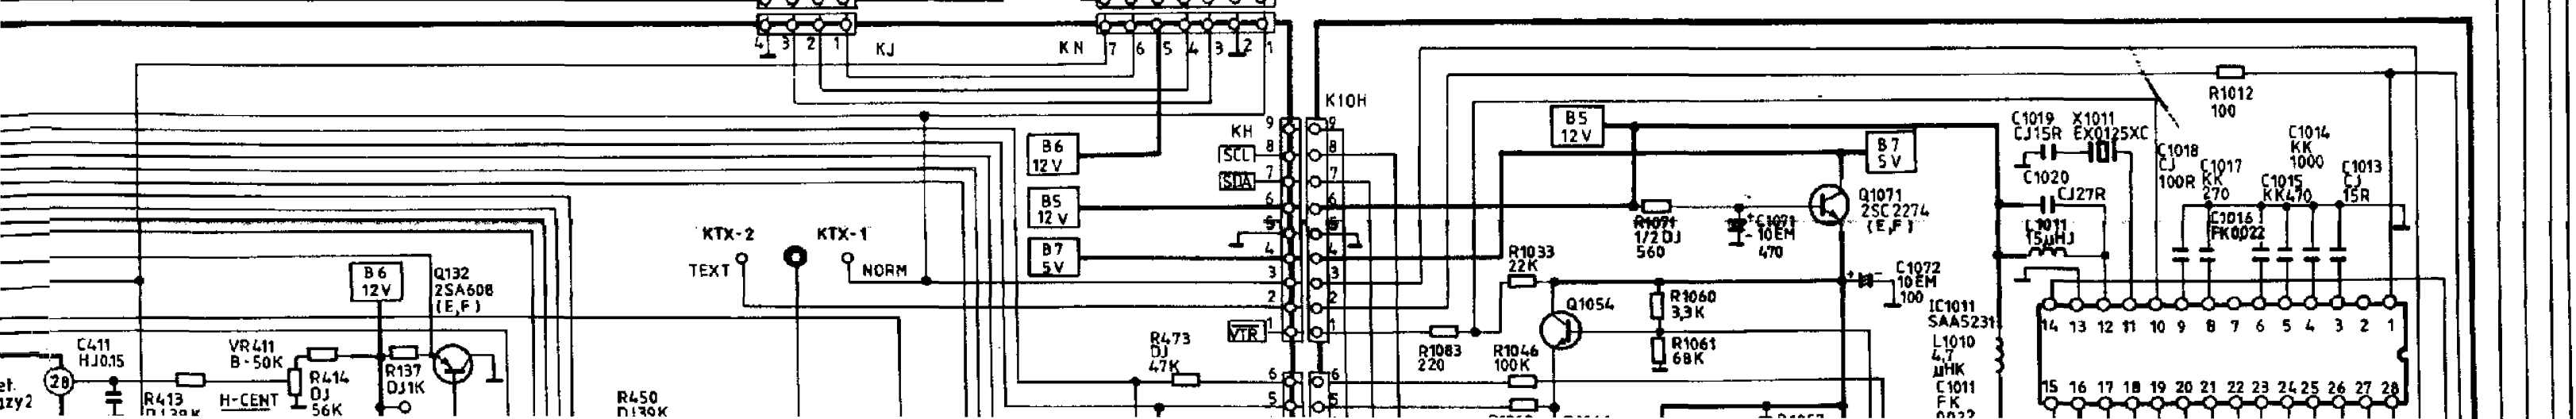 4 3 2 1 KJ
KN 7 6 5 4 3 2 1
K10H
KH
9
8
7
6
5
4
3
2
1
SCL
SDA
VTR
9
8
7
6
5
4
3
2
1
B6
12V
B5
12V
B7
5V
KTX-2
KTX-1
TEXT
NORM
B6
12V
Q132
2SA608
(E,F)
C411
HJ0.15
28
VR411
B-50K
R414
DJ
56K
R137
DJ1K
R413
H-CENT
R450
DJ39K
R473
DJ
47K
6
5
6
5
B5
12V
B7
5V
R1012
100
Q1071
2SC2274
(E,F)
R1071
1/2DJ
560
C1071
10EM
470
R1033
22K
Q1054
R1060
3,3K
R1061
68K
R1083
220
R1046
100K
C1072
10EM
100
C1019
CJ15R
X1011
EX0125XC
C1020
CJ27R
L1011
15µHJ
C1018
CJ
100R
C1017
KK
270
C1016
FK0,022
C1014
KK
1000
C1015
KK470
C1013
CJ
15R
IC1011
SAA5231
L1010
4,7
µHK
C1011
FK
14 13 12 11 10 9 8 7 6 5 4 3 2 1
15 16 17 18 19 20 21 22 23 24 25 26 27 28